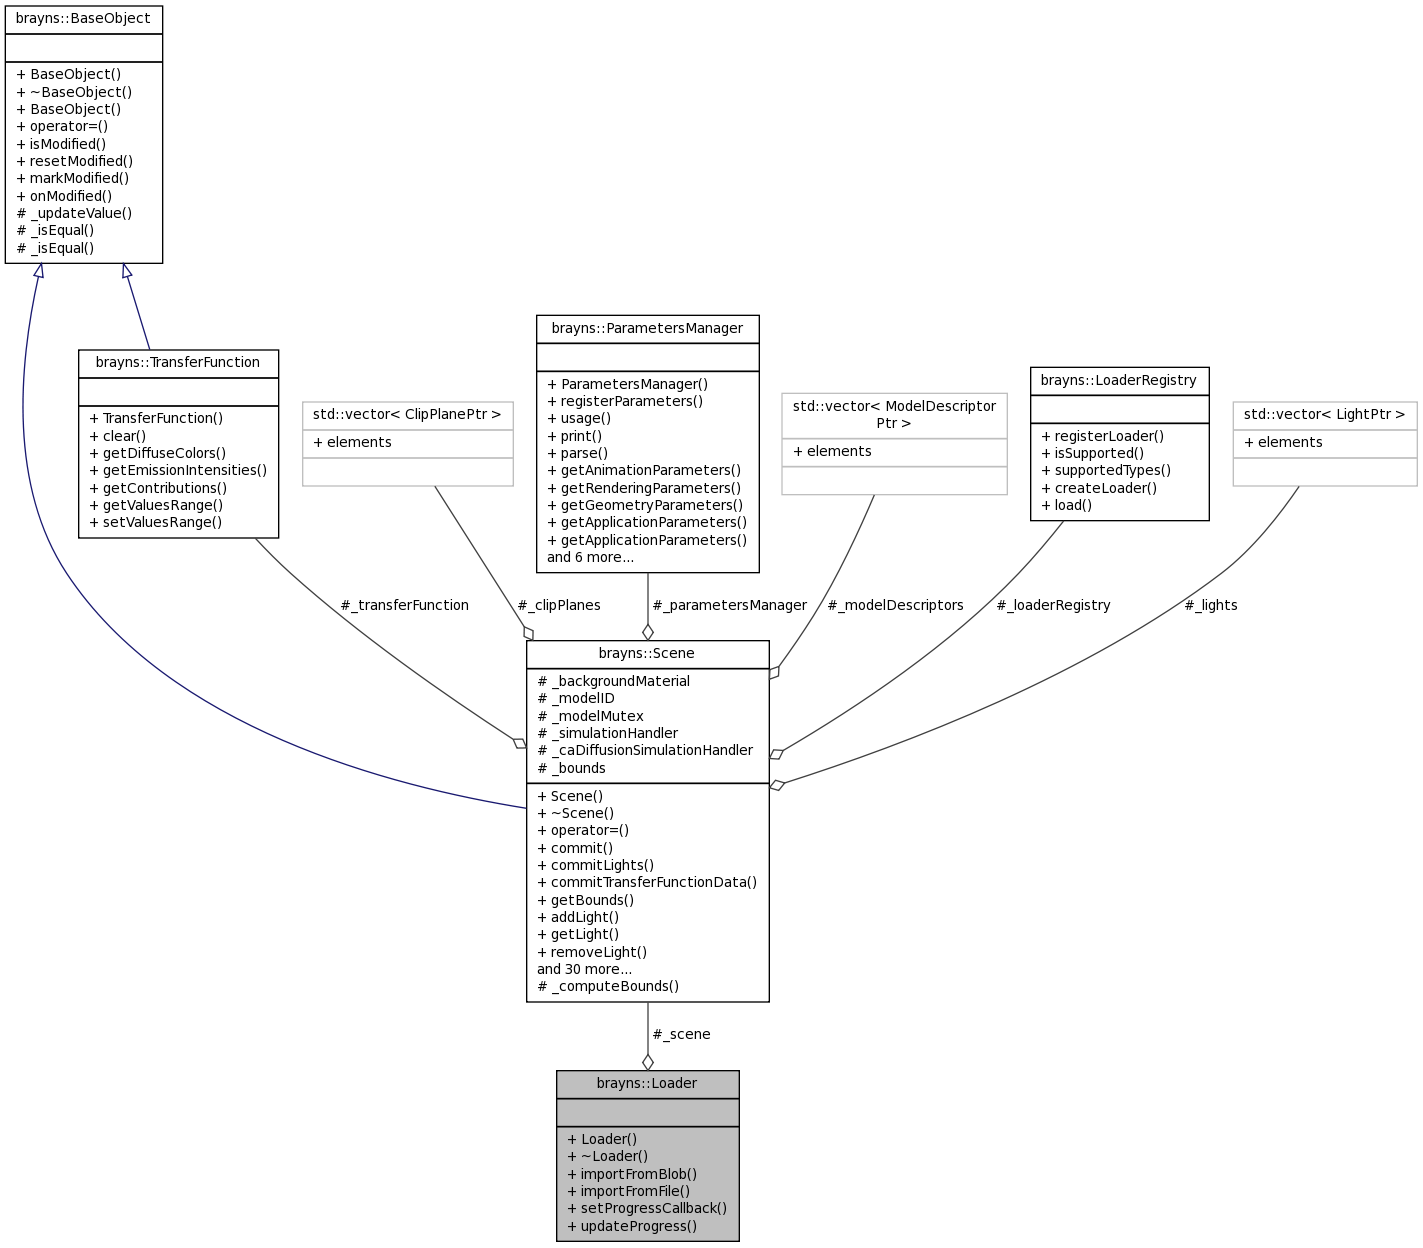 brayns::BaseObject
+ BaseObject()
+ ~BaseObject()
+ BaseObject()
+ operator=()
+ isModified()
+ resetModified()
+ markModified()
+ onModified()
# _updateValue()
# _isEqual()
# _isEqual()
brayns::TransferFunction
+ TransferFunction()
+ clear()
+ getDiffuseColors()
+ getEmissionIntensities()
+ getContributions()
+ getValuesRange()
+ setValuesRange()
std::vector< ClipPlanePtr >
+ elements
brayns::ParametersManager
+ ParametersManager()
+ registerParameters()
+ usage()
+ print()
+ parse()
+ getAnimationParameters()
+ getRenderingParameters()
+ getGeometryParameters()
+ getApplicationParameters()
+ getApplicationParameters()
and 6 more...
std::vector< ModelDescriptor
Ptr >
+ elements
brayns::LoaderRegistry
+ registerLoader()
+ isSupported()
+ supportedTypes()
+ createLoader()
+ load()
std::vector< LightPtr >
+ elements
#_transferFunction
#_clipPlanes
#_parametersManager
#_modelDescriptors
#_loaderRegistry
#_lights
brayns::Scene
# _backgroundMaterial
# _modelID
# _modelMutex
# _simulationHandler
# _caDiffusionSimulationHandler
# _bounds
+ Scene()
+ ~Scene()
+ operator=()
+ commit()
+ commitLights()
+ commitTransferFunctionData()
+ getBounds()
+ addLight()
+ getLight()
+ removeLight()
and 30 more...
# _computeBounds()
#_scene
brayns::Loader
+ Loader()
+ ~Loader()
+ importFromBlob()
+ importFromFile()
+ setProgressCallback()
+ updateProgress()